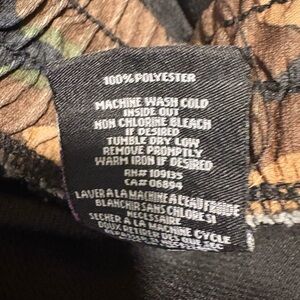 100% POLYESTER
MACHINE WASH COLD
INSIDE OUT
NON CHLORINE BLEACH
IF DESIRED
TUMBLE DRY LOW
REMOVE PROMPTLY
WARM IRON IF DESIRED
RN# 109135
CA# 06894
LAVER A LA MACHINE A L'EAU FROIDE
BLANCHIR SANS CHLORE SI
NECESSAIRE
SECHER A LA MACHINE CYCLE
DOUX RETIRER